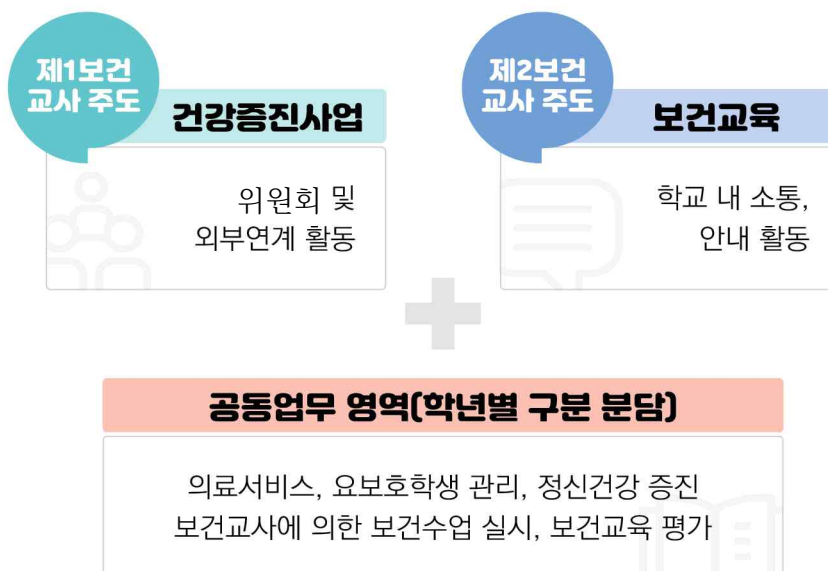 제1보건
교사 주도
건강증진사업
위원회 및
외부연계 활동
제2보건
교사 주도
보건교육
학교 내 소통,
안내 활동
공동업무 영역(학년별 구분 분담)
의료서비스, 요보호학생 관리, 정신건강 증진
보건교사에 의한 보건수업 실시, 보건교육 평가